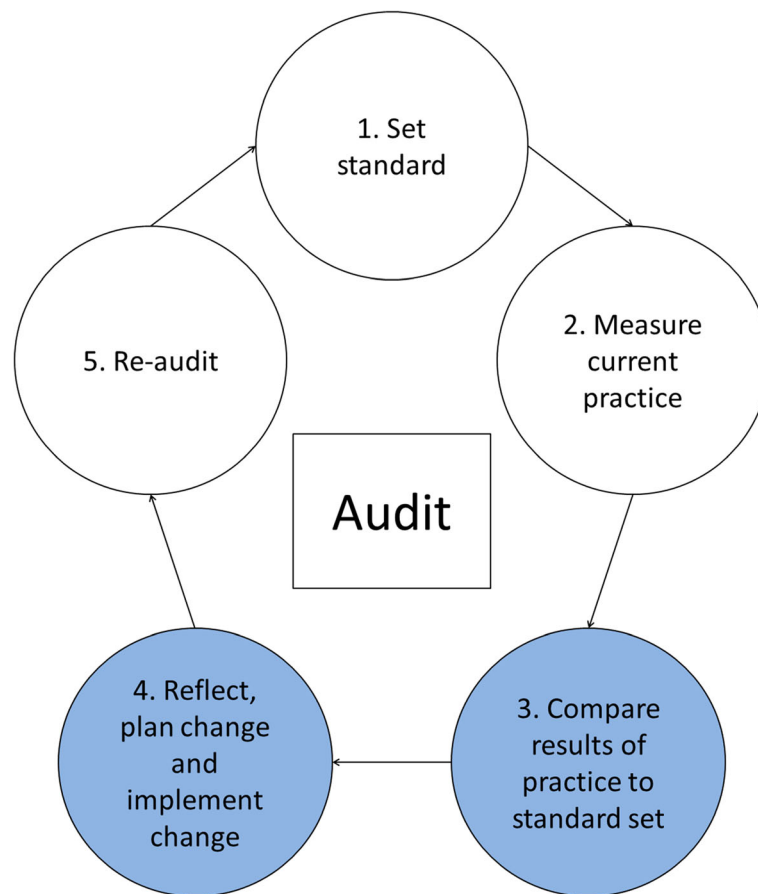 1. Set
standard
2. Measure
current
practice
3. Compare
results of
practice to
standard set
4. Reflect,
plan change
and
implement
change
5. Re-audit
Audit